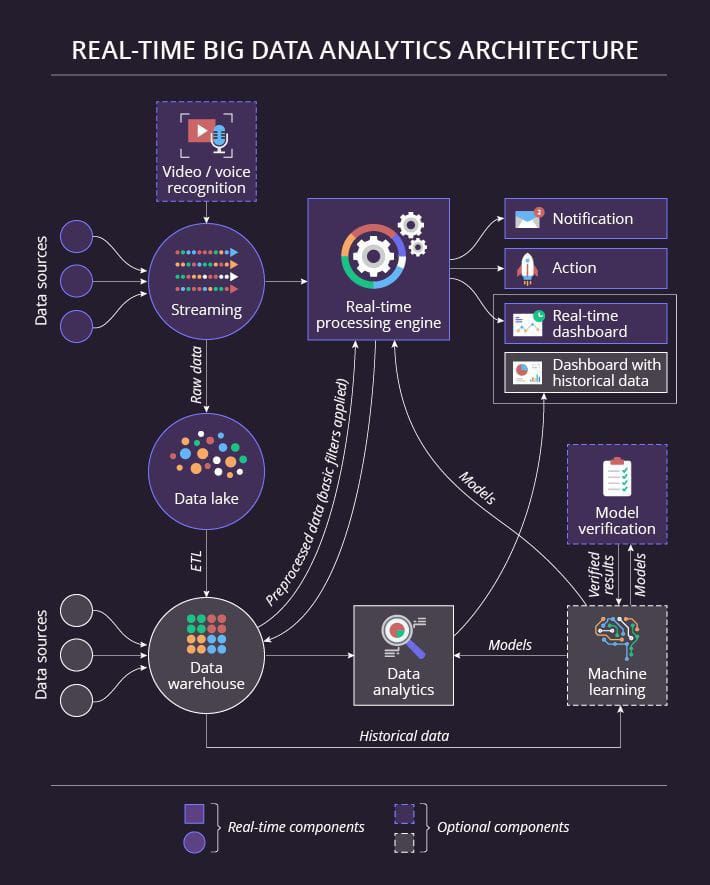 REAL-TIME BIG DATA ANALYTICS ARCHITECTURE
Video / voice
recognition
Data sources
Streaming
Real-time
processing engine
Notification
2
Action
Real-time
dashboard
Dashboard with
historical data
Raw data
Data lake
Preprocessed data (basic filters applied)
Models
Model
verification
ETL
Verified
results
Models
Data sources
Data
warehouse
Data
analytics
Models
Machine
learning
Historical data
Real-time components
Optional components